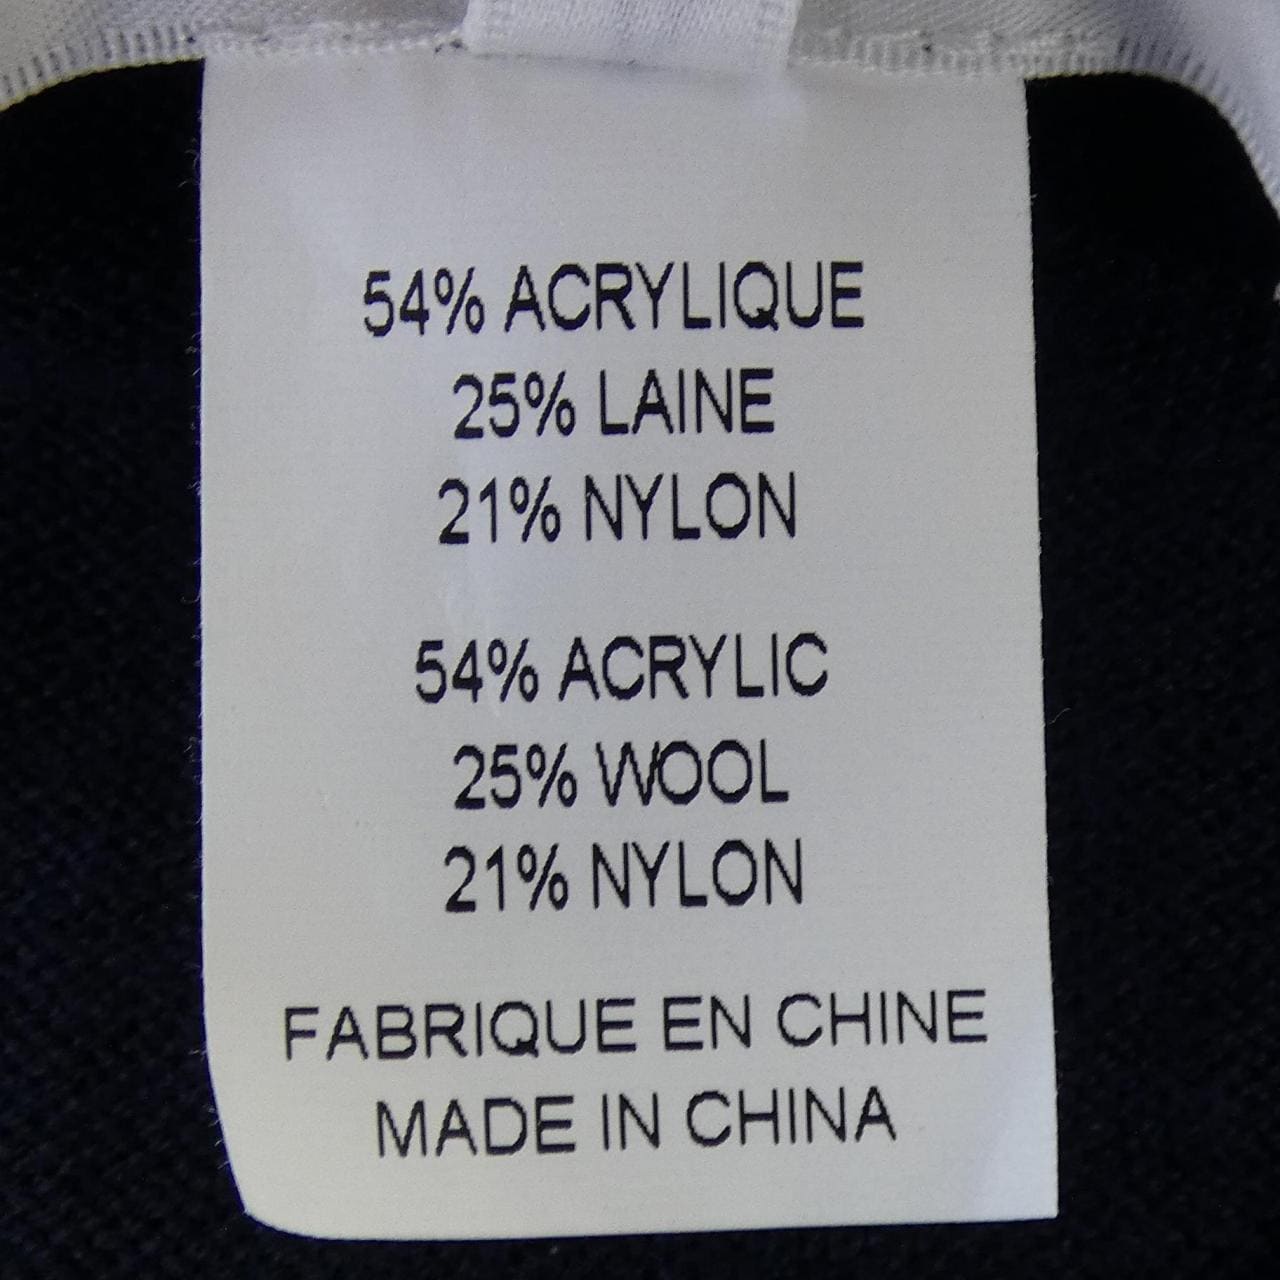 54% ACRYLIQUE
25% LAINE
21% NYLON
54% ACRYLIC
25% WOOL
21% NYLON
FABRIQUE EN CHINE
MADE IN CHINA